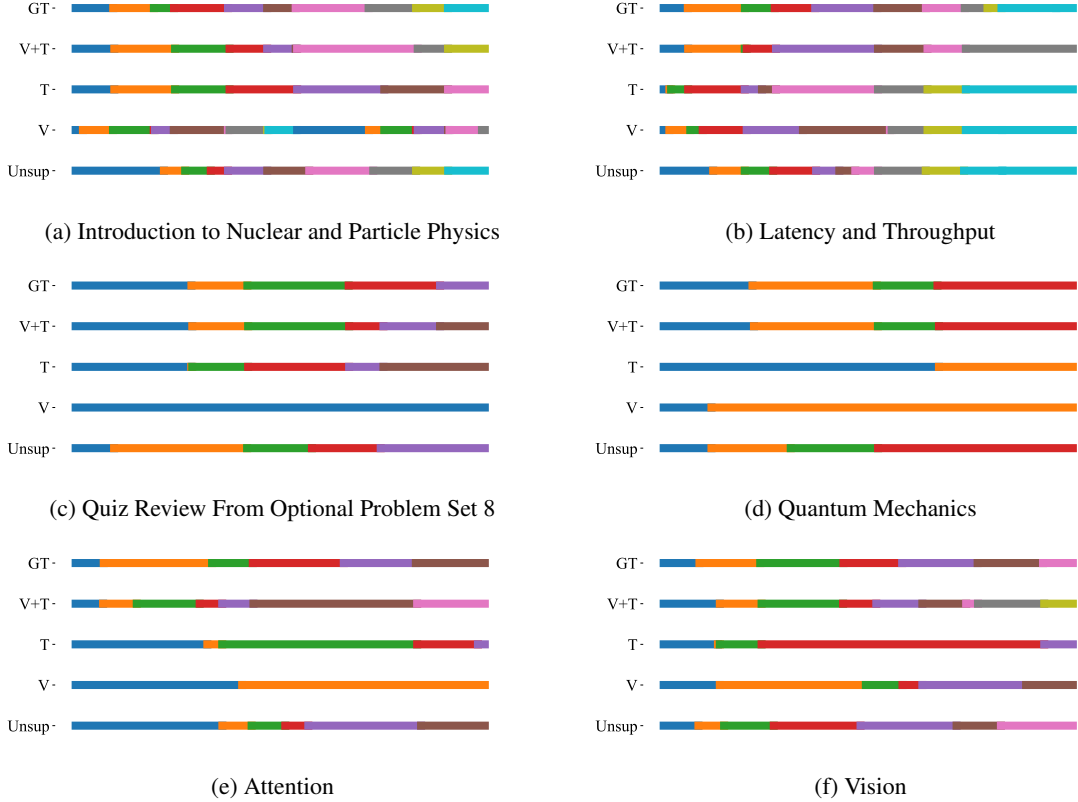 GT
V+T
T
V
Unsup
(a) Introduction to Nuclear and Particle Physics
GT
V+T
T
V
Unsup
(b) Latency and Throughput
GT
V+T
T
V
Unsup
(c) Quiz Review From Optional Problem Set 8
GT
V+T
T
V
Unsup
(d) Quantum Mechanics
GT
V+T
T
V
Unsup
(e) Attention
GT
V+T
T
V
Unsup
(f) Vision